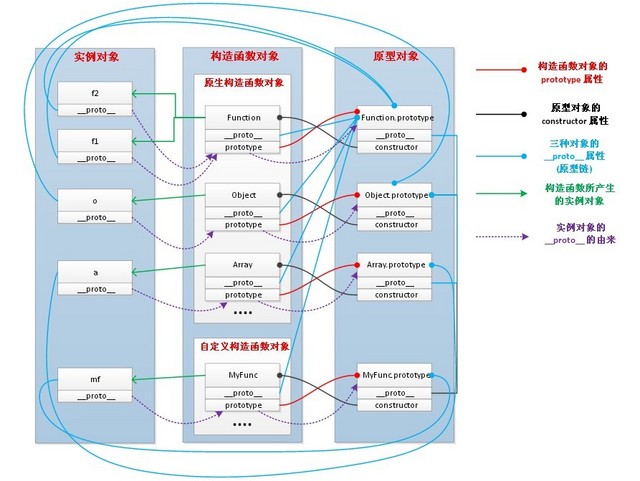 实例对象
f2
__proto__
f1
__proto__
o
__proto__
a
__proto__
mf
__proto__
构造函数对象
原生构造函数对象
Function
__proto__
prototype
Object
__proto__
prototype
Array
__proto__
prototype
....
自定义构造函数对象
MyFunc
__proto__
prototype
....
原型对象
Function.prototype
__proto__
constructor
Object.prototype
__proto__
constructor
Array.prototype
__proto__
constructor
MyFunc.prototype
__proto__
constructor
构造函数对象的
prototype 属性
原型对象的
constructor 属性
三种对象的
__proto__属性
(原型链)
构造函数所产生
的实例对象
实例对象的
__proto__的由来